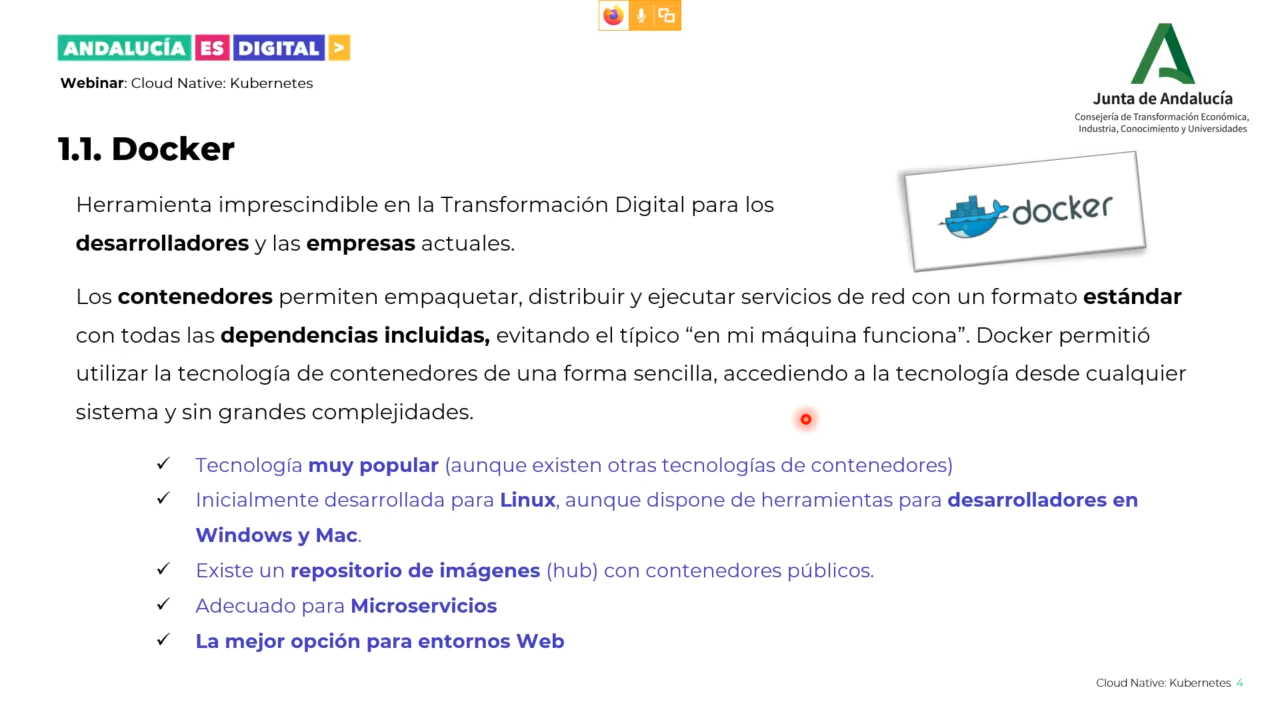 ANDALUCÍA ES DIGITAL >
Webinar: Cloud Native: Kubernetes
Junta de Andalucía
Consejería de Transformación Económica,
Industria, Conocimiento y Universidades
1.1. Docker
docker
Herramienta imprescindible en la Transformación Digital para los
desarrolladores y las empresas actuales.
Los contenedores permiten empaquetar, distribuir y ejecutar servicios de red con un formato estándar
con todas las dependencias incluidas, evitando el típico “en mi máquina funciona”. Docker permitió
utilizar la tecnología de contenedores de una forma sencilla, accediendo a la tecnología desde cualquier
sistema y sin grandes complejidades.
✓ Tecnología muy popular (aunque existen otras tecnologías de contenedores)
✓ Inicialmente desarrollada para Linux, aunque dispone de herramientas para desarrolladores en
Windows y Mac.
✓ Existe un repositorio de imágenes (hub) con contenedores públicos.
✓ Adecuado para Microservicios
✓ La mejor opción para entornos Web
Cloud Native: Kubernetes 4